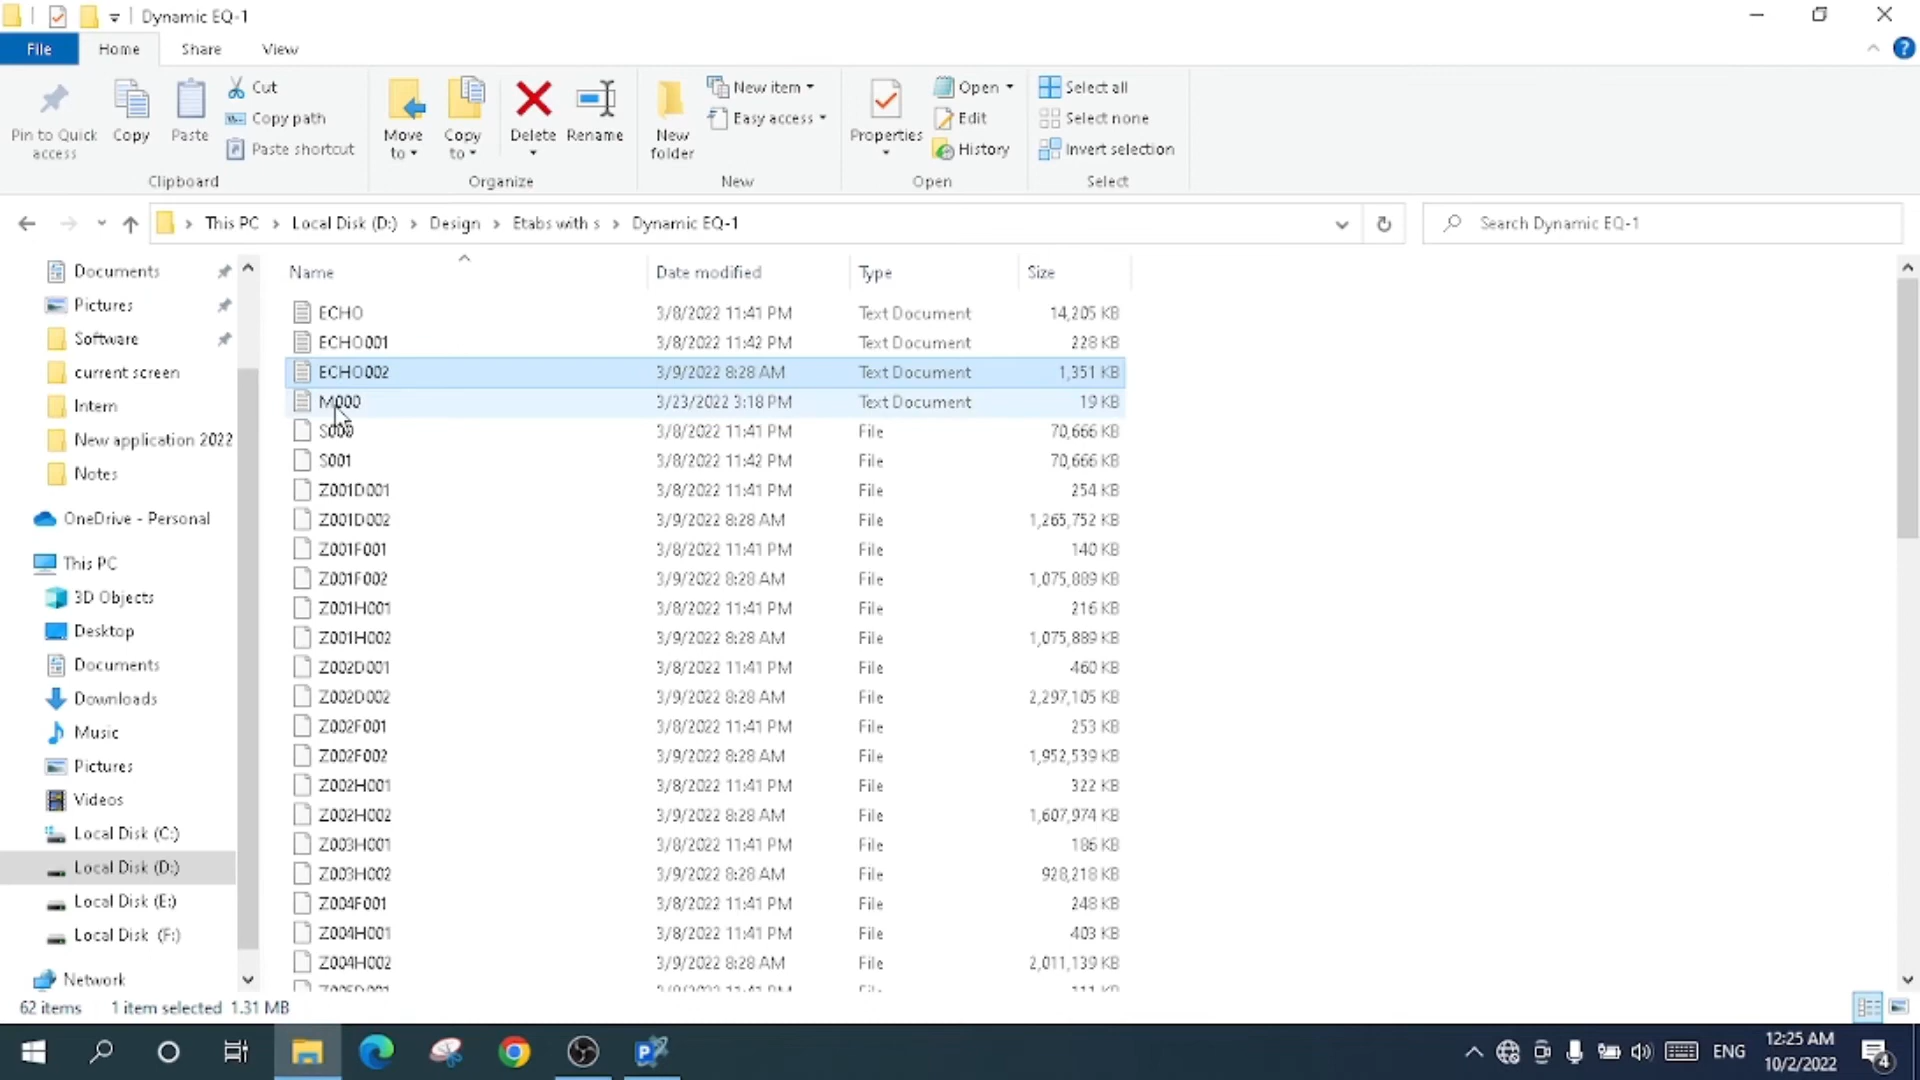 Dynamic EQ-1
File Home Share View
Pin to Quick access
Copy
Paste
Cut
Copy path
Paste shortcut
Clipboard
Move to
Copy to
Delete
Rename
Organize
New folder
New item
Easy access
New
Properties
Open
Edit
History
Open
Select all
Select none
Invert selection
Select
This PC Local Disk (D:) Design Etabs with s Dynamic EQ-1
Search Dynamic EQ-1
Documents
Pictures
Software
current screen
Intern
New application 2022
Notes
OneDrive - Personal
This PC
3D Objects
Desktop
Documents
Downloads
Music
Pictures
Videos
Local Disk (C:)
Local Disk (D:)
Local Disk (E:)
Local Disk (F:)
Network
Name Date modified Type Size
ECHO 3/8/2022 11:41 PM Text Document 14,205 KB
ECHO001 3/8/2022 11:42 PM Text Document 228 KB
ECHO002 3/9/2022 8:28 AM Text Document 1,351 KB
M000 3/23/2022 3:18 PM Text Document 19 KB
S000 3/8/2022 11:41 PM File 70,666 KB
S001 3/8/2022 11:42 PM File 70,666 KB
Z001D001 3/8/2022 11:41 PM File 254 KB
Z001D002 3/9/2022 8:28 AM File 1,265,752 KB
Z001F001 3/8/2022 11:41 PM File 140 KB
Z001F002 3/9/2022 8:28 AM File 1,075,889 KB
Z001H001 3/8/2022 11:41 PM File 216 KB
Z001H002 3/9/2022 8:28 AM File 1,075,889 KB
Z002D001 3/8/2022 11:41 PM File 460 KB
Z002D002 3/9/2022 8:28 AM File 2,297,105 KB
Z002F001 3/8/2022 11:41 PM File 253 KB
Z002F002 3/9/2022 8:28 AM File 1,952,539 KB
Z002H001 3/8/2022 11:41 PM File 322 KB
Z002H002 3/9/2022 8:28 AM File 1,607,974 KB
Z003H001 3/8/2022 11:41 PM File 186 KB
Z003H002 3/9/2022 8:28 AM File 928,218 KB
Z004F001 3/8/2022 11:41 PM File 248 KB
Z004H001 3/8/2022 11:41 PM File 403 KB
Z004H002 3/9/2022 8:28 AM File 2,011,139 KB
62 items 1 item selected 1.31 MB
ENG
12:25 AM
10/2/2022
4